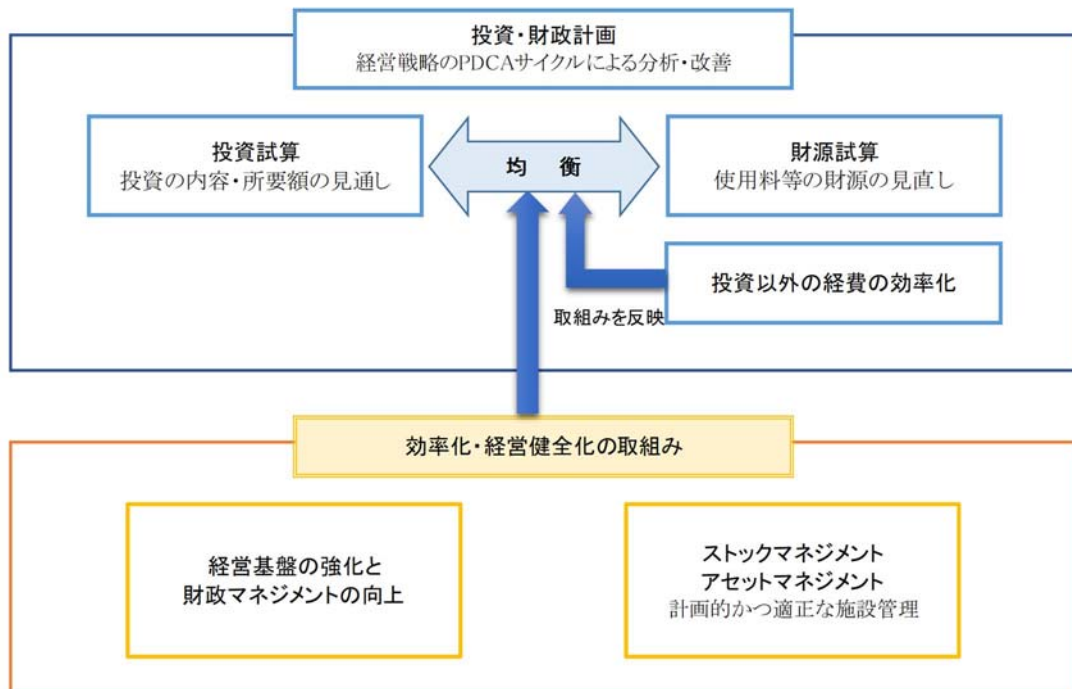 投資・財政計画
経営戦略のPDCAサイクルによる分析・改善
投資試算
投資の内容・所要額の見通し
均　衡
財源試算
使用料等の財源の見直し
投資以外の経費の効率化
取組みを反映
効率化・経営健全化の取組み
経営基盤の強化と
財政マネジメントの向上
ストックマネジメント
アセットマネジメント
計画的かつ適正な施設管理